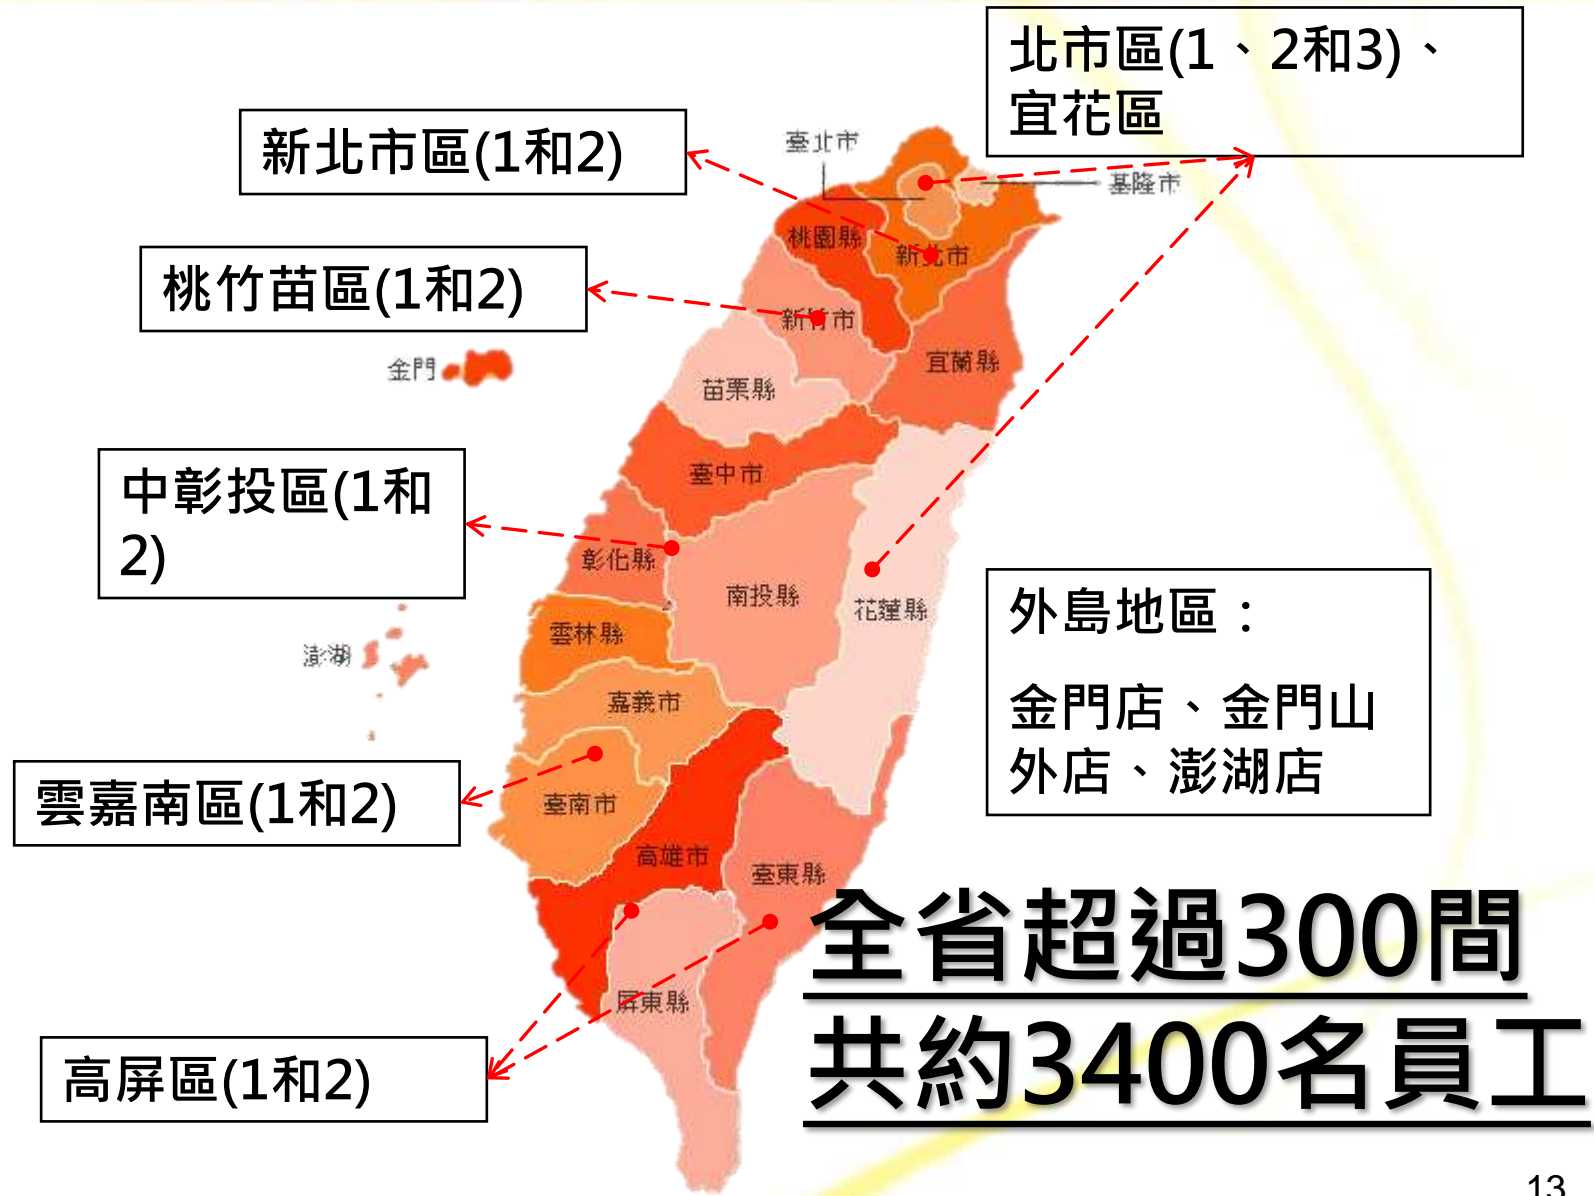 北市區(1、2和3)、
宜花區
新北市區(1和2)
臺北市
基隆市
桃園縣
新北市
桃竹苗區(1和2)
新竹市
宜蘭縣
金門
苗栗縣
中彰投區(1和
2)
臺中市
彰化縣
南投縣
花蓮縣
外島地區：
金門店、金門山
外店、澎湖店
雲林縣
澎湖
嘉義市
雲嘉南區(1和2)
臺南市
高雄市
臺東縣
全省超過300間
共約3400名員工
屏東縣
高屏區(1和2)
13